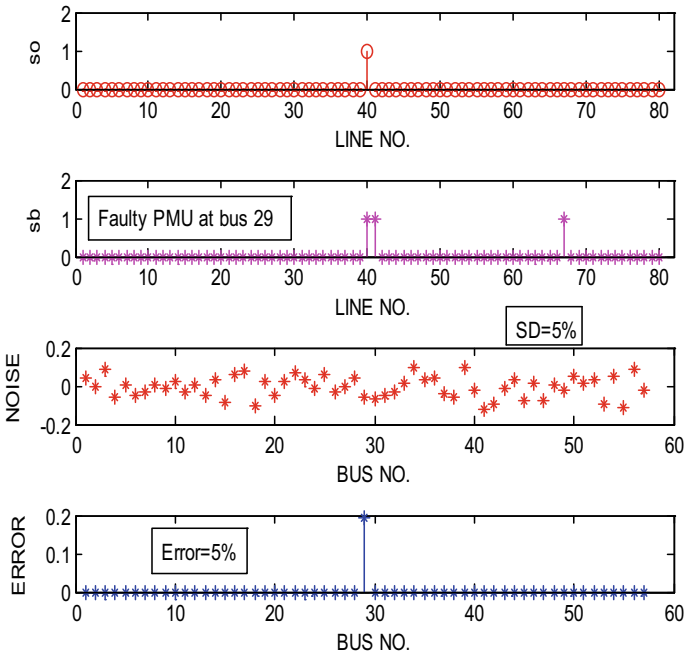 so
2
1
0
0 10 20 30 40 50 60 70 80
LINE NO.
sb
2
1
0
Faulty PMU at bus 29
0 10 20 30 40 50 60 70 80
LINE NO.
SD=5%
NOISE
0.2
0
-0.2
0 10 20 30 40 50 60
BUS NO.
ERROR
0.2
0.1
0
Error=5%
0 10 20 30 40 50 60
BUS NO.